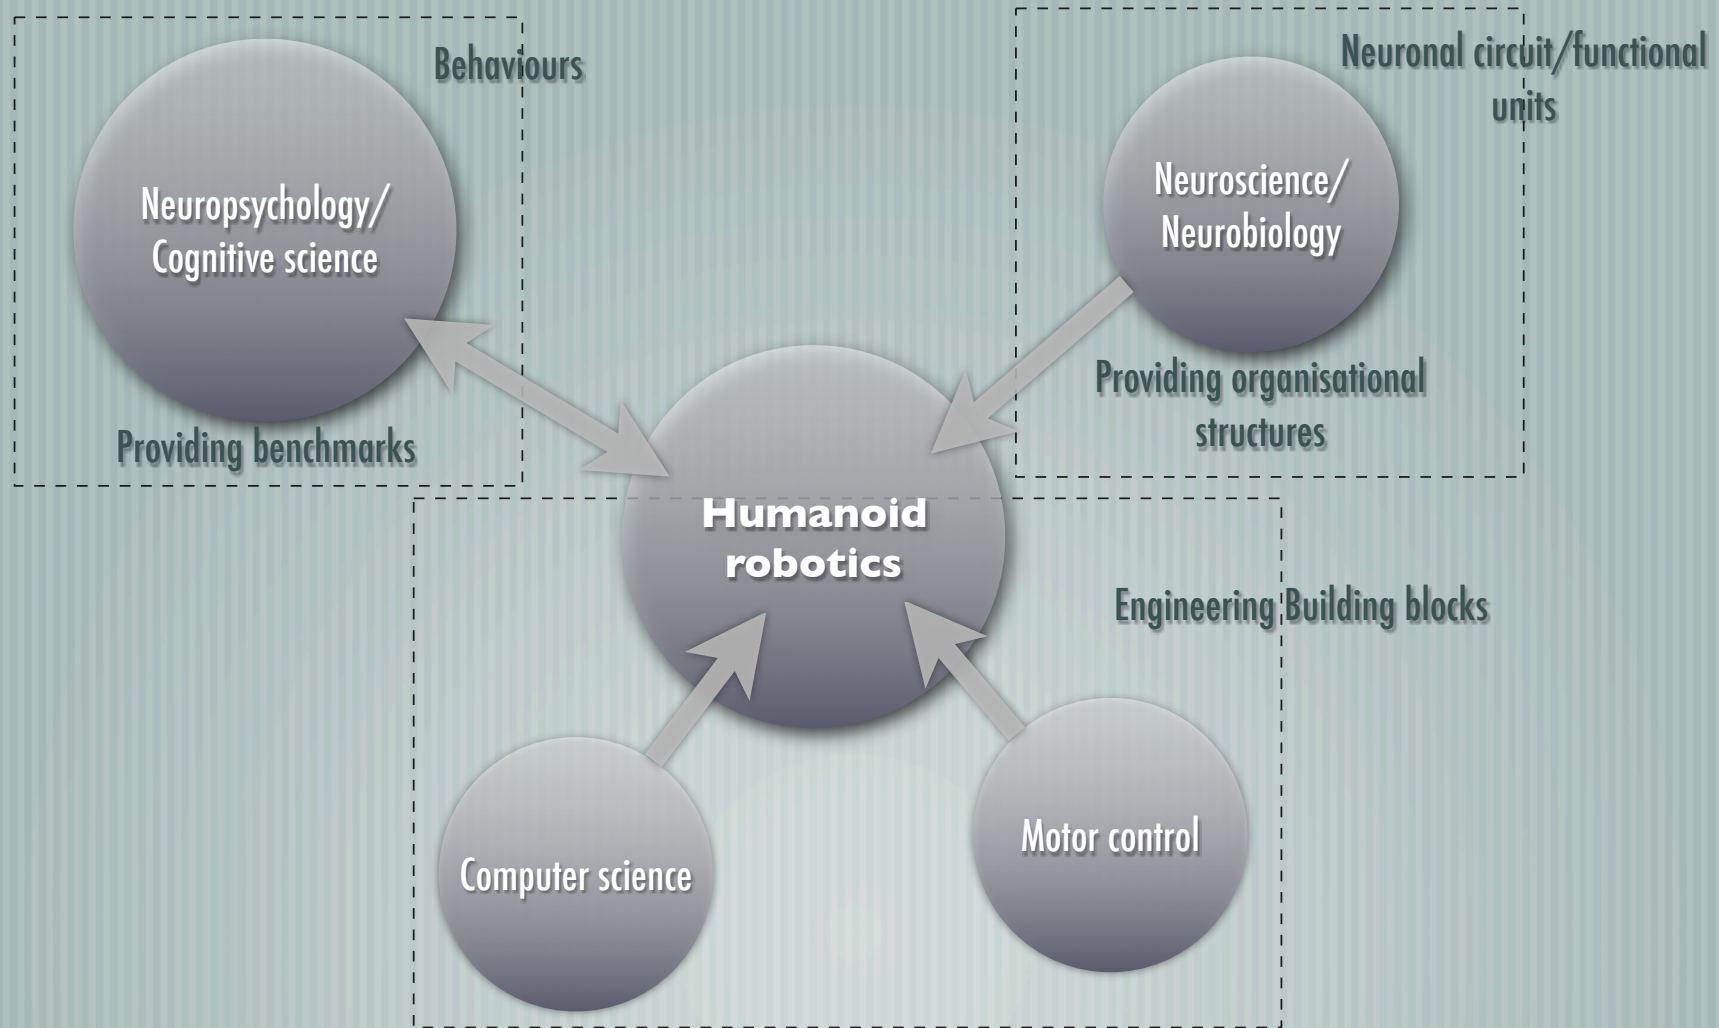 Behaviours
Neuropsychology/
Cognitive science
Providing benchmarks
Neuronal circuit/functional
units
Neuroscience/
Neurobiology
Providing organisational
structures
Humanoid
robotics
Engineering Building blocks
Computer science
Motor control